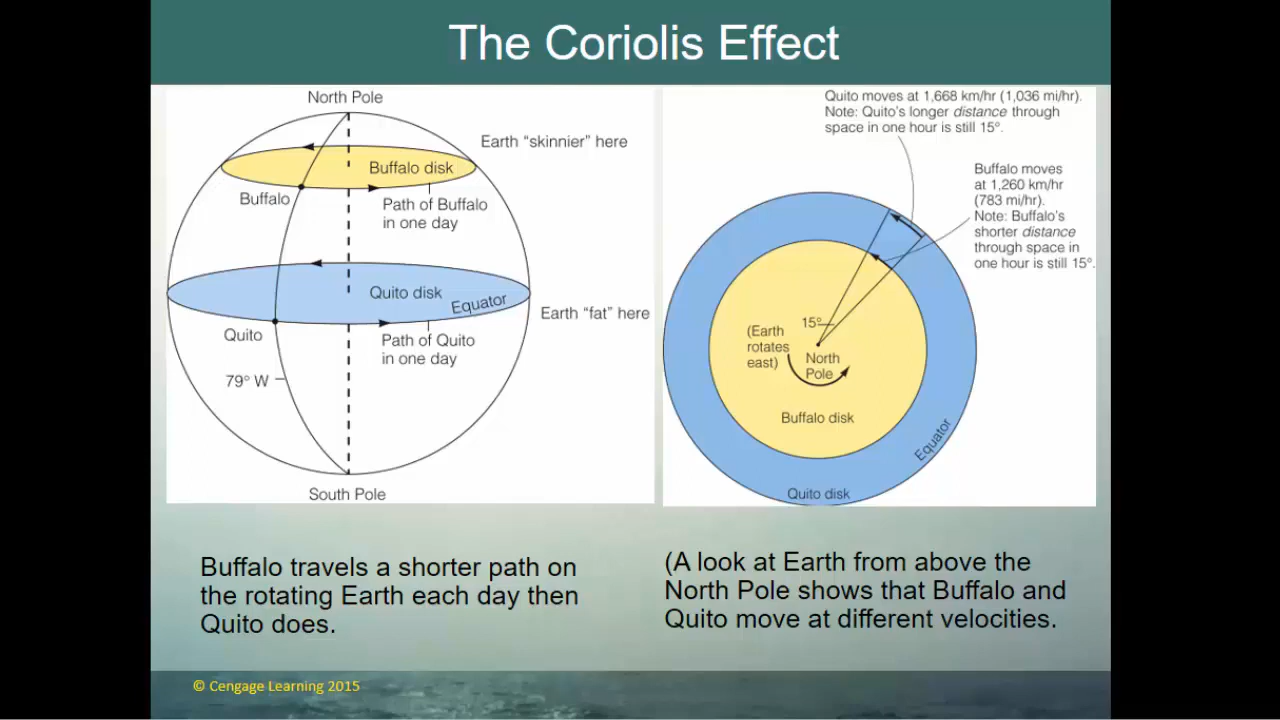 The Coriolis Effect
North Pole
Earth “skinnier” here
Buffalo disk
Buffalo
Path of Buffalo
in one day
Quito disk
Equator
Earth “fat” here
Quito
Path of Quito
in one day
79° W
South Pole
Quito moves at 1,668 km/hr (1,036 mi/hr).
Note: Quito’s longer distance through
space in one hour is still 15°.
Buffalo moves
at 1,260 km/hr
(783 mi/hr).
Note: Buffalo’s
shorter distance
through space in
one hour is still 15°.
15°
(Earth
rotates
east)
North
Pole
Buffalo disk
Equator
Quito disk
Buffalo travels a shorter path on
the rotating Earth each day then
Quito does.
(A look at Earth from above the
North Pole shows that Buffalo and
Quito move at different velocities.
© Cengage Learning 2015